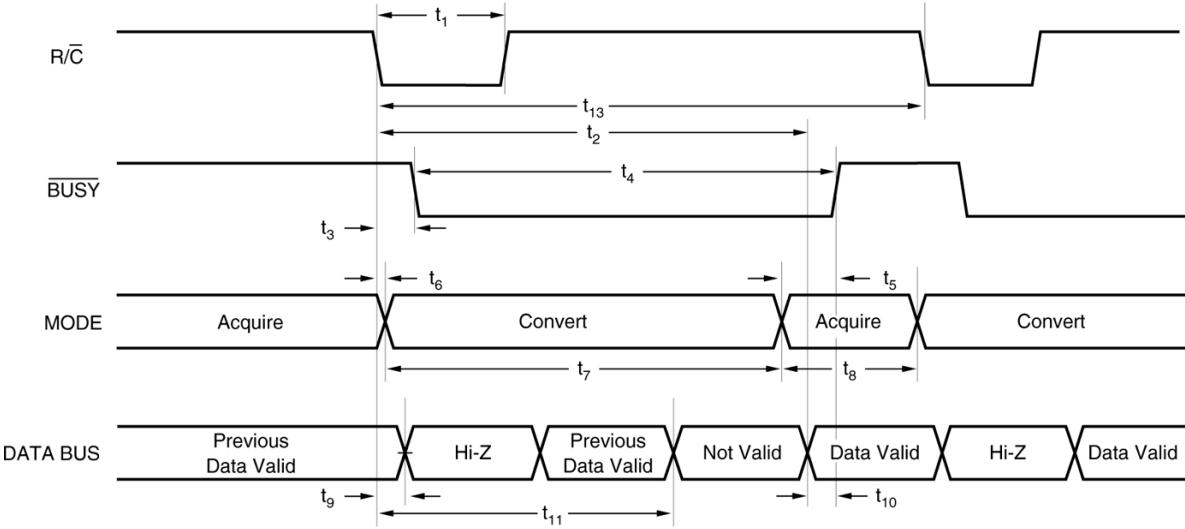 t₁
R/C̅
t₁₃
t₂
B̅U̅S̅Y̅
t₄
t₃
t₆
t₅
MODE
Acquire
Convert
Acquire
Convert
t₇
t₈
DATA BUS
Previous
Data Valid
Hi-Z
Previous
Data Valid
Not Valid
Data Valid
Hi-Z
Data Valid
t₉
t₁₁
t₁₀